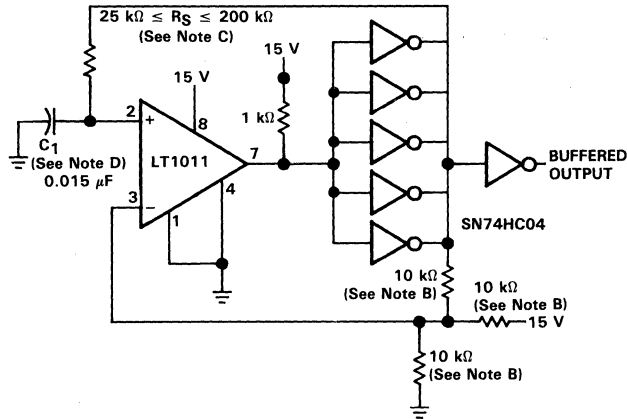 25 kΩ ≤ RS ≤ 200 kΩ
(See Note C)
15 V
15 V
1 kΩ
2
+
8
C1
(See Note D)
0.015 μF
LT1011
7
3
−
1
4
BUFFERED
OUTPUT
SN74HC04
10 kΩ
(See Note B)
10 kΩ
(See Note B)
15 V
10 kΩ
(See Note B)